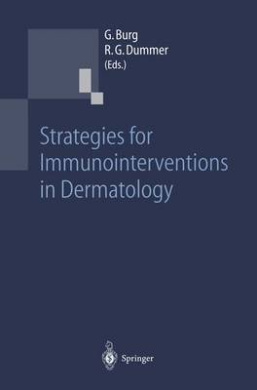 G. Burg
R. G. Dummer
(Eds.)
Strategies for
Immunointerventions
in Dermatology
Springer